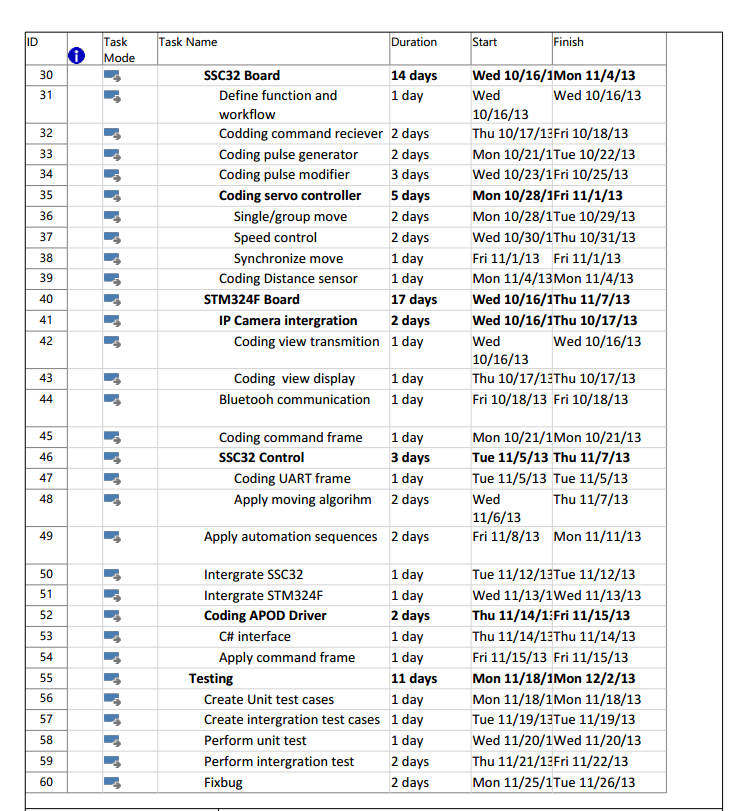 ID Task Mode Task Name Duration Start Finish
30 SSC32 Board 14 days Wed 10/16/1 Mon 11/4/13
31 Define function and workflow 1 day Wed 10/16/13 Wed 10/16/13
32 Codding command reciever 2 days Thu 10/17/13 Fri 10/18/13
33 Coding pulse generator 2 days Mon 10/21/1 Tue 10/22/13
34 Coding pulse modifier 3 days Wed 10/23/1 Fri 10/25/13
35 Coding servo controller 5 days Mon 10/28/1 Fri 11/1/13
36 Single/group move 2 days Mon 10/28/1 Tue 10/29/13
37 Speed control 2 days Wed 10/30/1 Thu 10/31/13
38 Synchronize move 1 day Fri 11/1/13 Fri 11/1/13
39 Coding Distance sensor 1 day Mon 11/4/13 Mon 11/4/13
40 STM324F Board 17 days Wed 10/16/1 Thu 11/7/13
41 IP Camera intergration 2 days Wed 10/16/1 Thu 10/17/13
42 Coding view transmition 1 day Wed 10/16/13 Wed 10/16/13
43 Coding view display 1 day Thu 10/17/13 Thu 10/17/13
44 Bluetooh communication 1 day Fri 10/18/13 Fri 10/18/13
45 Coding command frame 1 day Mon 10/21/1 Mon 10/21/13
46 SSC32 Control 3 days Tue 11/5/13 Thu 11/7/13
47 Coding UART frame 1 day Tue 11/5/13 Tue 11/5/13
48 Apply moving algorihm 2 days Wed 11/6/13 Thu 11/7/13
49 Apply automation sequences 2 days Fri 11/8/13 Mon 11/11/13
50 Intergrate SSC32 1 day Tue 11/12/13 Tue 11/12/13
51 Intergrate STM324F 1 day Wed 11/13/1 Wed 11/13/13
52 Coding APOD Driver 2 days Thu 11/14/1 Fri 11/15/13
53 C# interface 1 day Thu 11/14/13 Thu 11/14/13
54 Apply command frame 1 day Fri 11/15/13 Fri 11/15/13
55 Testing 11 days Mon 11/18/1 Mon 12/2/13
56 Create Unit test cases 1 day Mon 11/18/1 Mon 11/18/13
57 Create intergration test cases 1 day Tue 11/19/13 Tue 11/19/13
58 Perform unit test 1 day Wed 11/20/1 Wed 11/20/13
59 Perform intergration test 2 days Thu 11/21/13 Fri 11/22/13
60 Fixbug 2 days Mon 11/25/1 Tue 11/26/13